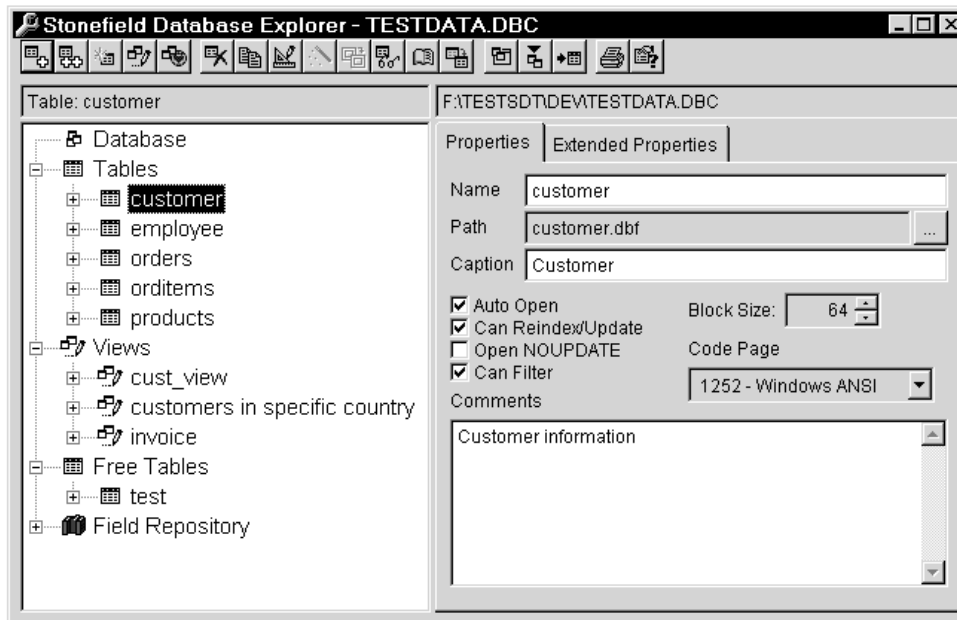 Stonefield Database Explorer - TESTDATA.DBC
Table: customer
Database
Tables
customer
employee
orders
orditems
products
Views
cust_view
customers in specific country
invoice
Free Tables
test
Field Repository
F:\TESTSDT\DEV\TESTDATA.DBC
Properties Extended Properties
Name customer
Path customer.dbf ...
Caption Customer
Auto Open Block Size: 64
Can Reindex/Update
Open NOUPDATE Code Page
Can Filter 1252 - Windows ANSI
Comments
Customer information